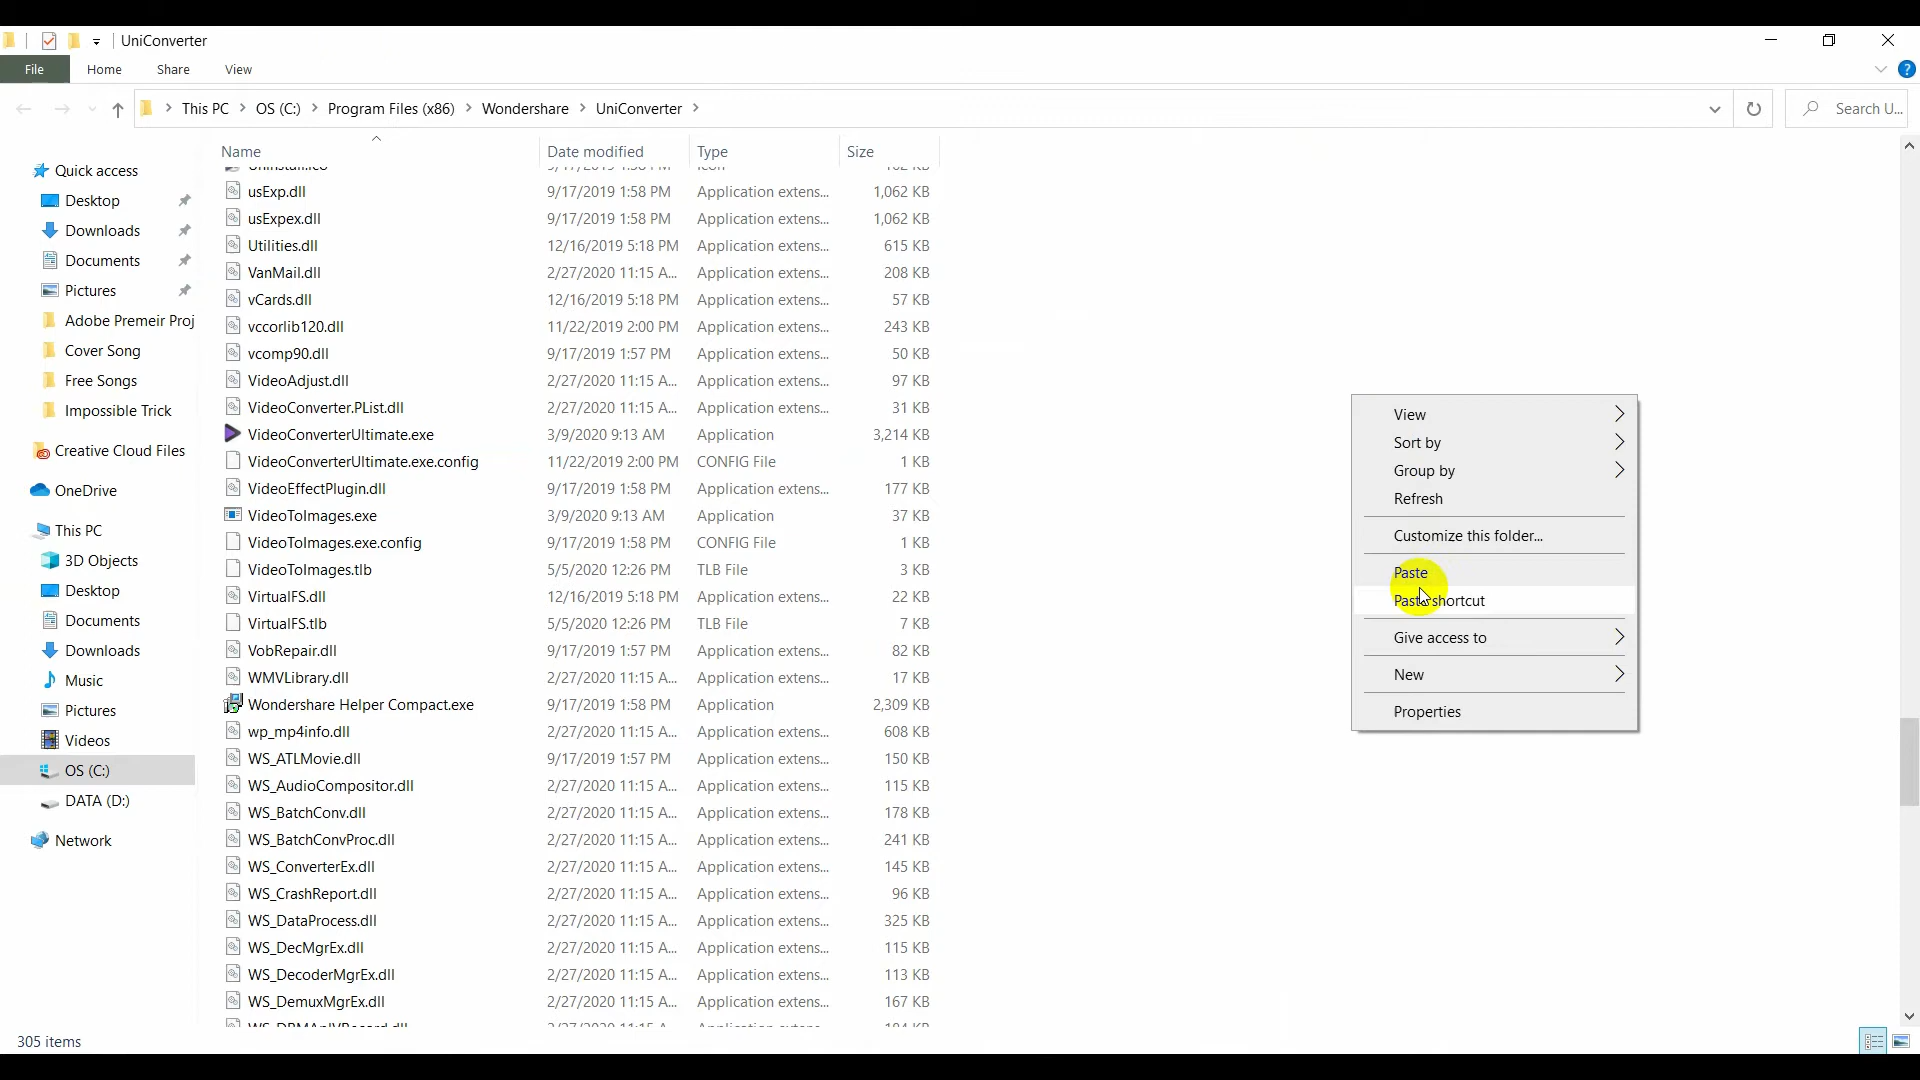 UniConverter
File Home Share View
This PC OS (C:) Program Files (x86) Wondershare UniConverter
Search U...
Name Date modified Type Size
Quick access
Desktop
Downloads
Documents
Pictures
Adobe Premeir Proj
Cover Song
Free Songs
Impossible Trick
Creative Cloud Files
OneDrive
This PC
3D Objects
Desktop
Documents
Downloads
Music
Pictures
Videos
OS (C:)
DATA (D:)
Network
usExp.dll 9/17/2019 1:58 PM Application extens... 1,062 KB
usExpex.dll 9/17/2019 1:58 PM Application extens... 1,062 KB
Utilities.dll 12/16/2019 5:18 PM Application extens... 615 KB
VanMail.dll 2/27/2020 11:15 A... Application extens... 208 KB
vCards.dll 12/16/2019 5:18 PM Application extens... 57 KB
vccorlib120.dll 11/22/2019 2:00 PM Application extens... 243 KB
vcomp90.dll 9/17/2019 1:57 PM Application extens... 50 KB
VideoAdjust.dll 2/27/2020 11:15 A... Application extens... 97 KB
VideoConverter.PList.dll 2/27/2020 11:15 A... Application extens... 31 KB
VideoConverterUltimate.exe 3/9/2020 9:13 AM Application 3,214 KB
VideoConverterUltimate.exe.config 11/22/2019 2:00 PM CONFIG File 1 KB
VideoEffectPlugin.dll 9/17/2019 1:58 PM Application extens... 177 KB
VideoToImages.exe 3/9/2020 9:13 AM Application 37 KB
VideoToImages.exe.config 9/17/2019 1:58 PM CONFIG File 1 KB
VideoToImages.tlb 5/5/2020 12:26 PM TLB File 3 KB
VirtualFS.dll 12/16/2019 5:18 PM Application extens... 22 KB
VirtualFS.tlb 5/5/2020 12:26 PM TLB File 7 KB
VobRepair.dll 9/17/2019 1:57 PM Application extens... 82 KB
WMVLibrary.dll 2/27/2020 11:15 A... Application extens... 17 KB
Wondershare Helper Compact.exe 9/17/2019 1:58 PM Application 2,309 KB
wp_mp4info.dll 2/27/2020 11:15 A... Application extens... 608 KB
WS_ATLMovie.dll 9/17/2019 1:57 PM Application extens... 150 KB
WS_AudioCompositor.dll 2/27/2020 11:15 A... Application extens... 115 KB
WS_BatchConv.dll 2/27/2020 11:15 A... Application extens... 178 KB
WS_BatchConvProc.dll 2/27/2020 11:15 A... Application extens... 241 KB
WS_ConverterEx.dll 2/27/2020 11:15 A... Application extens... 145 KB
WS_CrashReport.dll 2/27/2020 11:15 A... Application extens... 96 KB
WS_DataProcess.dll 2/27/2020 11:15 A... Application extens... 325 KB
WS_DecMgrEx.dll 2/27/2020 11:15 A... Application extens... 115 KB
WS_DecoderMgrEx.dll 2/27/2020 11:15 A... Application extens... 113 KB
WS_DemuxMgrEx.dll 2/27/2020 11:15 A... Application extens... 167 KB
View
Sort by
Group by
Refresh
Customize this folder...
Paste
Paste shortcut
Give access to
New
Properties
305 items